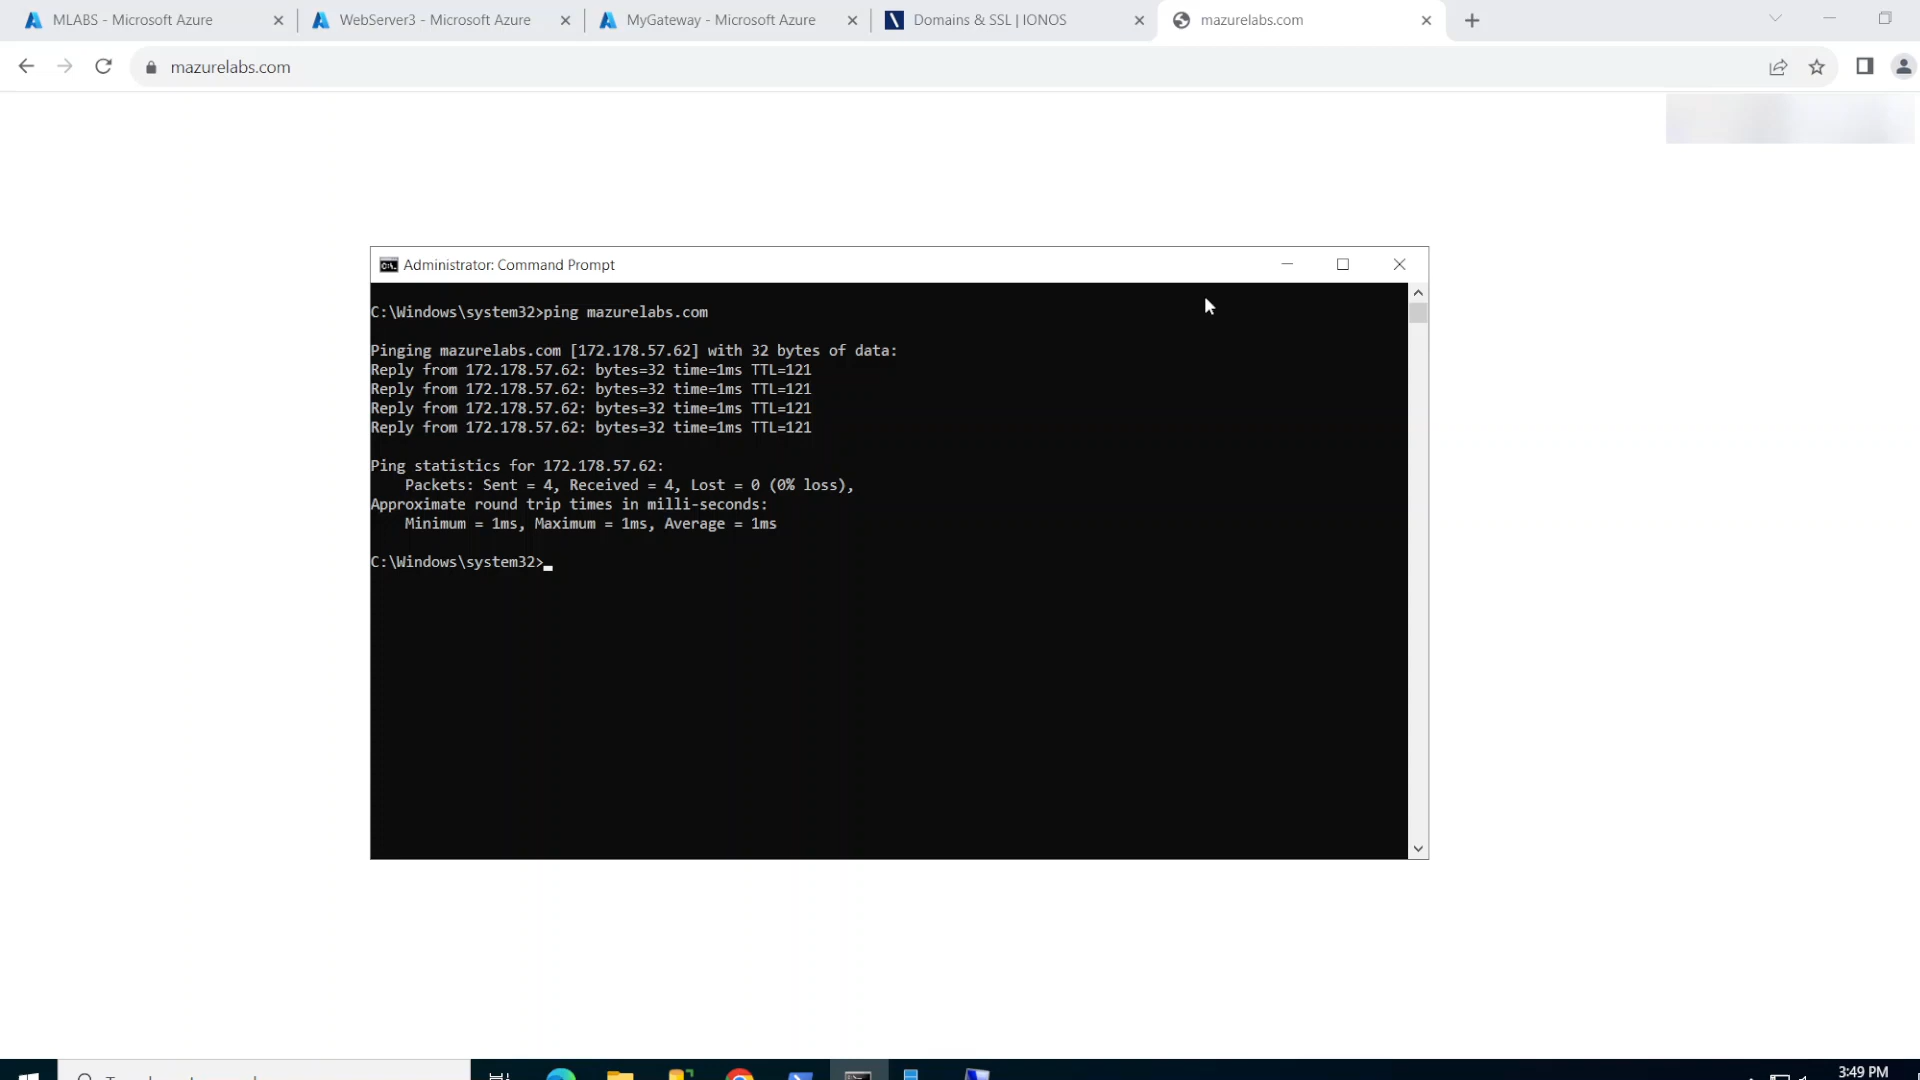 MLABS - Microsoft Azure
WebServer3 - Microsoft Azure
MyGateway - Microsoft Azure
Domains & SSL | IONOS
mazurelabs.com
mazurelabs.com
Administrator: Command Prompt
C:\Windows\system32>ping mazurelabs.com
Pinging mazurelabs.com [172.178.57.62] with 32 bytes of data:
Reply from 172.178.57.62: bytes=32 time=1ms TTL=121
Reply from 172.178.57.62: bytes=32 time=1ms TTL=121
Reply from 172.178.57.62: bytes=32 time=1ms TTL=121
Reply from 172.178.57.62: bytes=32 time=1ms TTL=121
Ping statistics for 172.178.57.62:
Packets: Sent = 4, Received = 4, Lost = 0 (0% loss),
Approximate round trip times in milli-seconds:
Minimum = 1ms, Maximum = 1ms, Average = 1ms
C:\Windows\system32>
3:49 PM